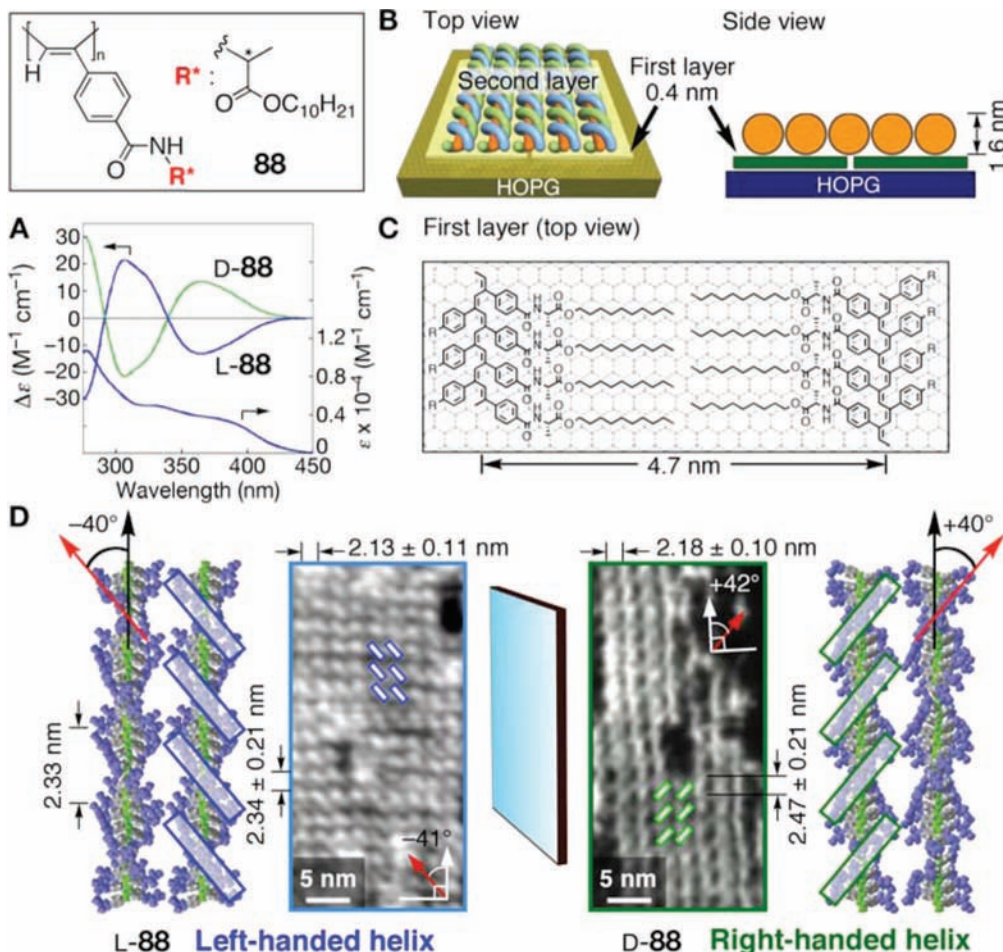 H
n
R*
:
*
O
OC10H21
O
NH
R*
88
B Top view
Side view
Second layer
First layer
0.4 nm
1.6 nm
HOPG
HOPG
A
D-88
L-88
30
20
10
0
−10
−20
−30
Δε (M⁻¹ cm⁻¹)
1.2
0.8
0.4
0
ε x 10⁻⁴ (M⁻¹ cm⁻¹)
300 350 400 450
Wavelength (nm)
C First layer (top view)
4.7 nm
D
−40°
2.33 nm
2.13 ± 0.11 nm
2.34 ± 0.21 nm
−41°
5 nm
2.18 ± 0.10 nm
+42°
2.47 ± 0.21 nm
5 nm
+40°
L-88 Left-handed helix
D-88 Right-handed helix